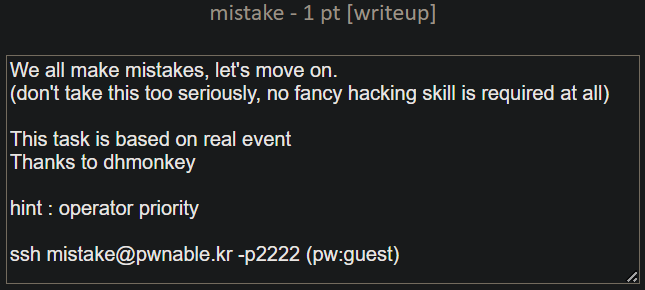 mistake - 1 pt [writeup]
We all make mistakes, let's move on.
(don't take this too seriously, no fancy hacking skill is required at all)
This task is based on real event
Thanks to dhmonkey
hint : operator priority
ssh mistake@pwnable.kr -p2222 (pw:guest)